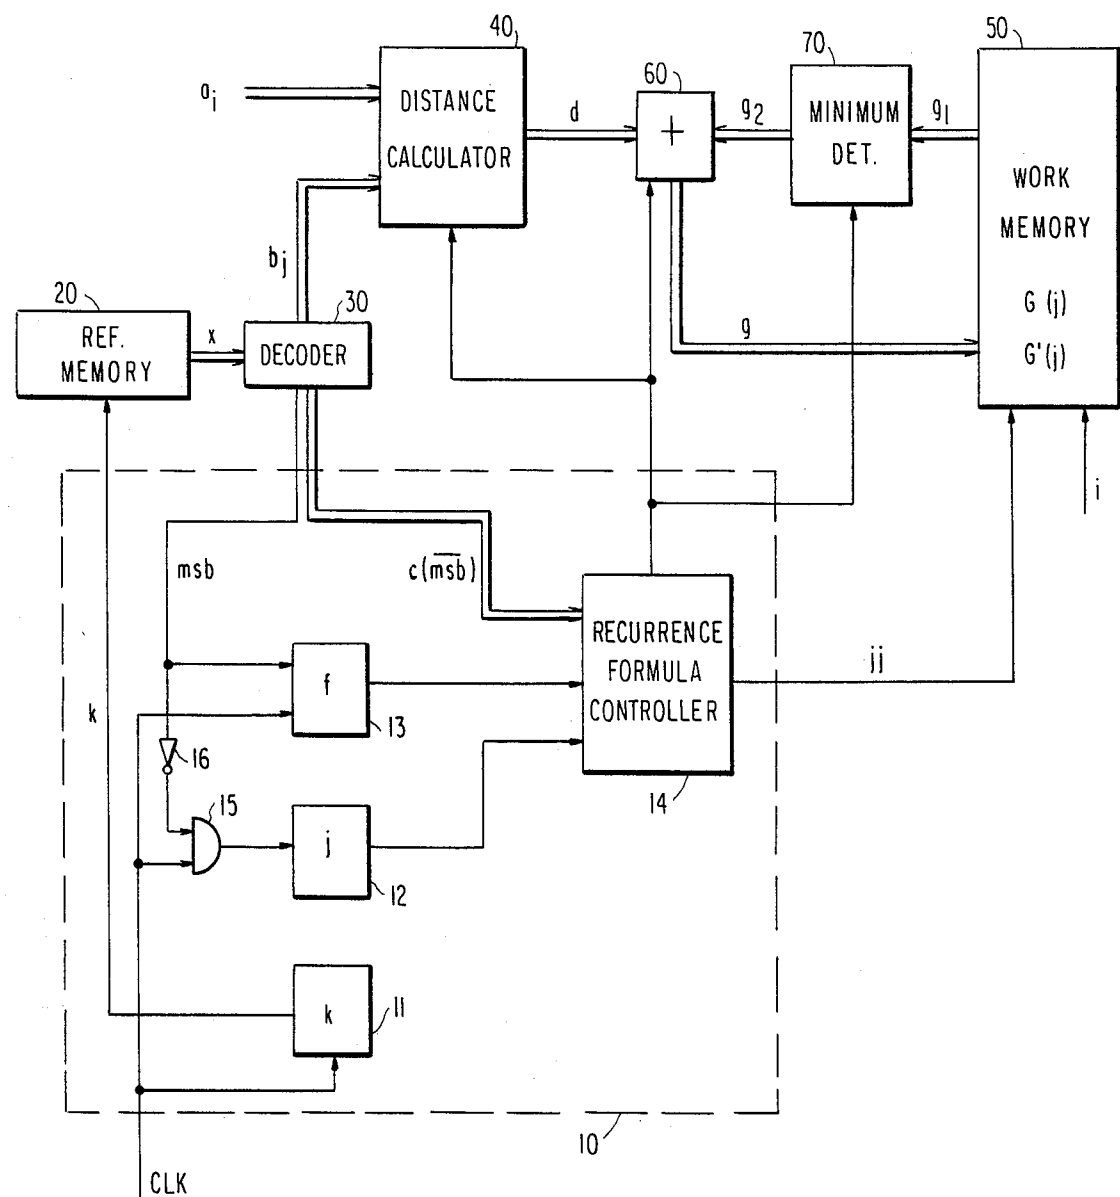 40
50
70
60
a_i
DISTANCE
CALCULATOR
d
+
g_2
MINIMUM
DET.
g_1
WORK
MEMORY
G (j)
G'(j)
b_j
20
30
REF.
MEMORY
x
DECODER
g
i
msb
c(m̅s̅b̅)
RECURRENCE
FORMULA
CONTROLLER
jj
f
k
13
16
14
15
j
12
k
11
10
CLK